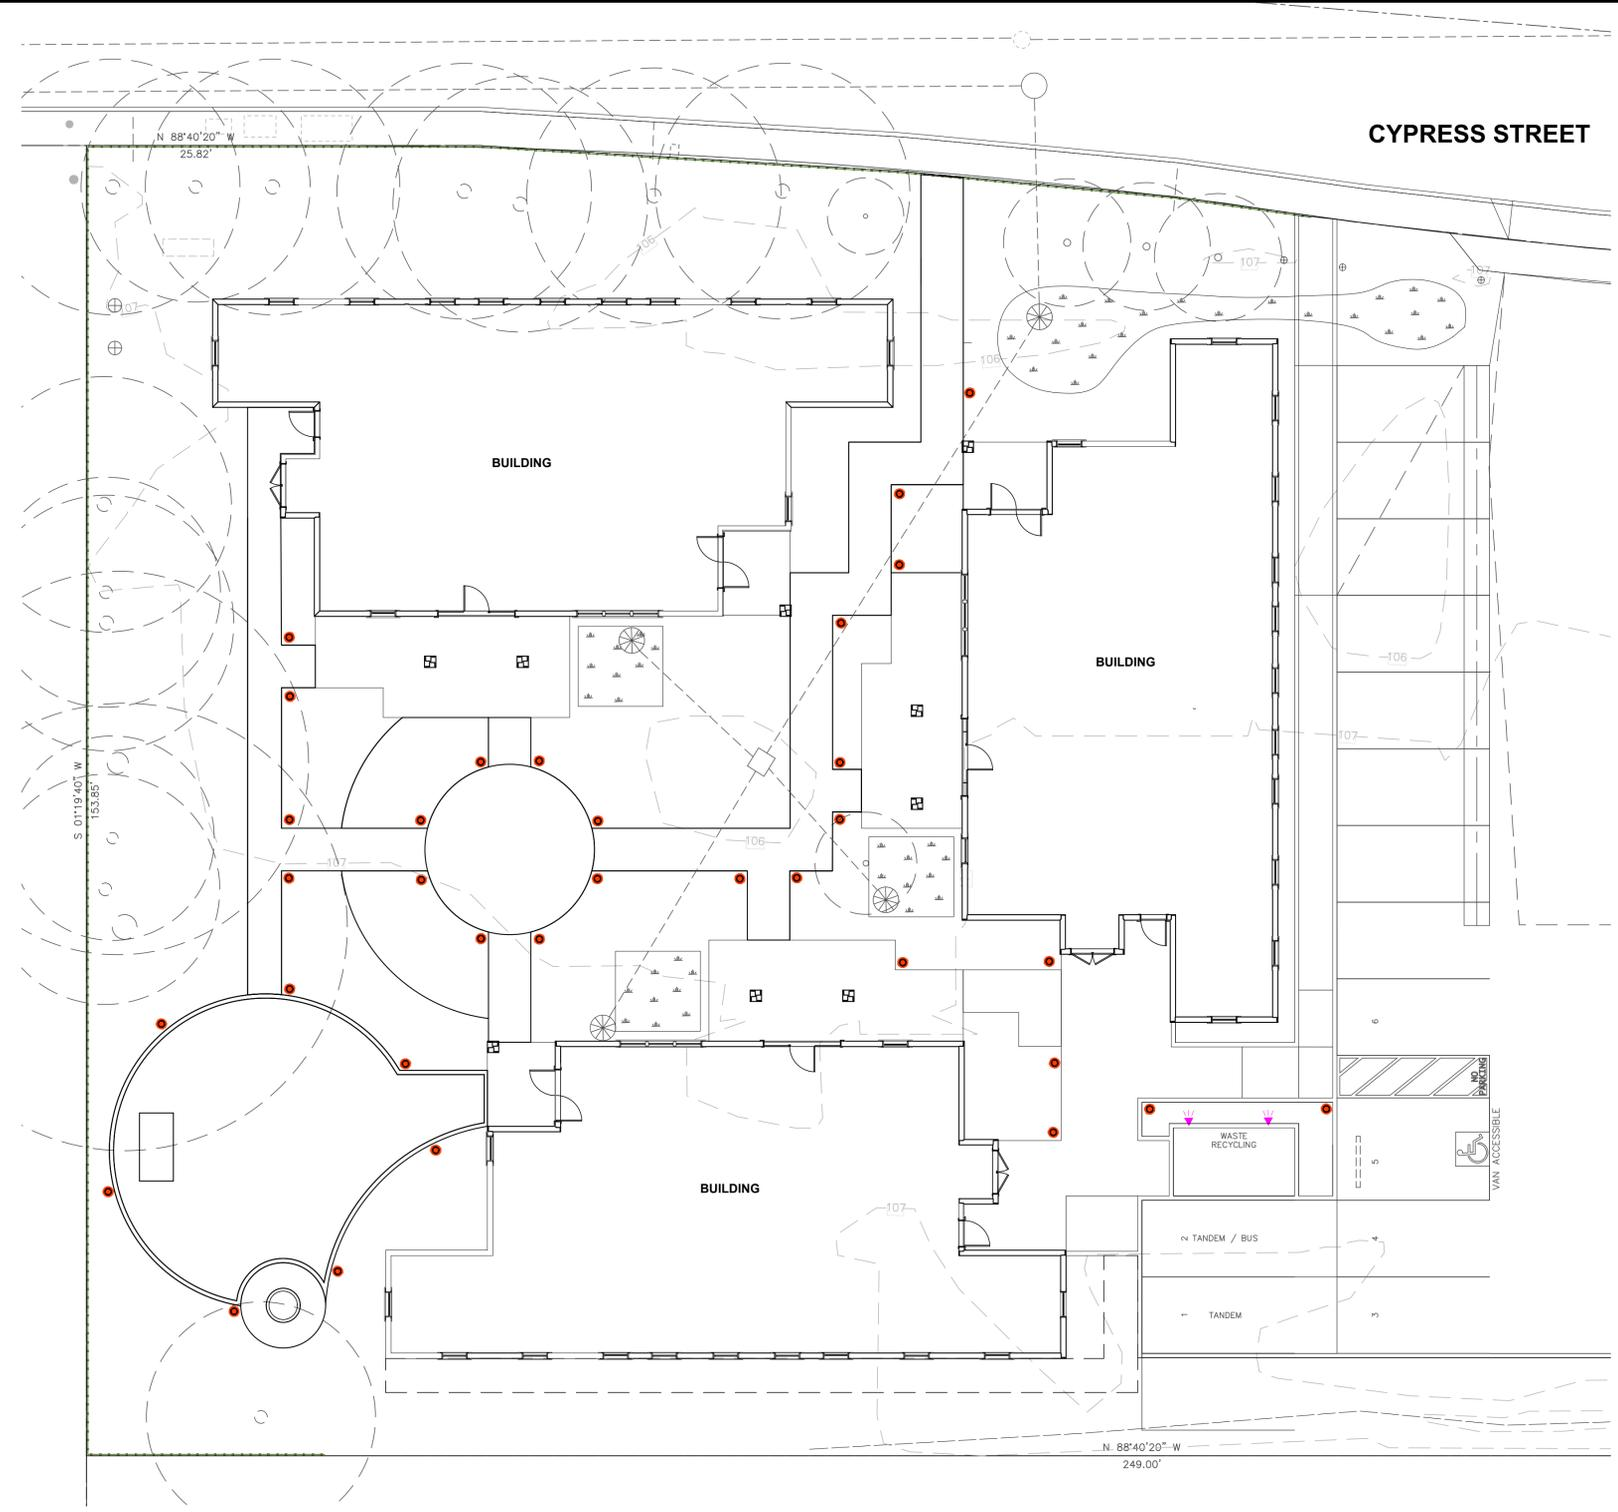 CYPRESS STREET
N 88°40'20" W
25.82'
106
107
107
107
106
BUILDING
106
BUILDING
107
S 01°19'40" W
153.85'
106
107
6
NO
PARKING
WASTE
RECYCLING
5
VAN ACCESSIBLE
BUILDING
107
2 TANDEM / BUS
4
1 TANDEM
3
N 88°40'20" W
249.00'